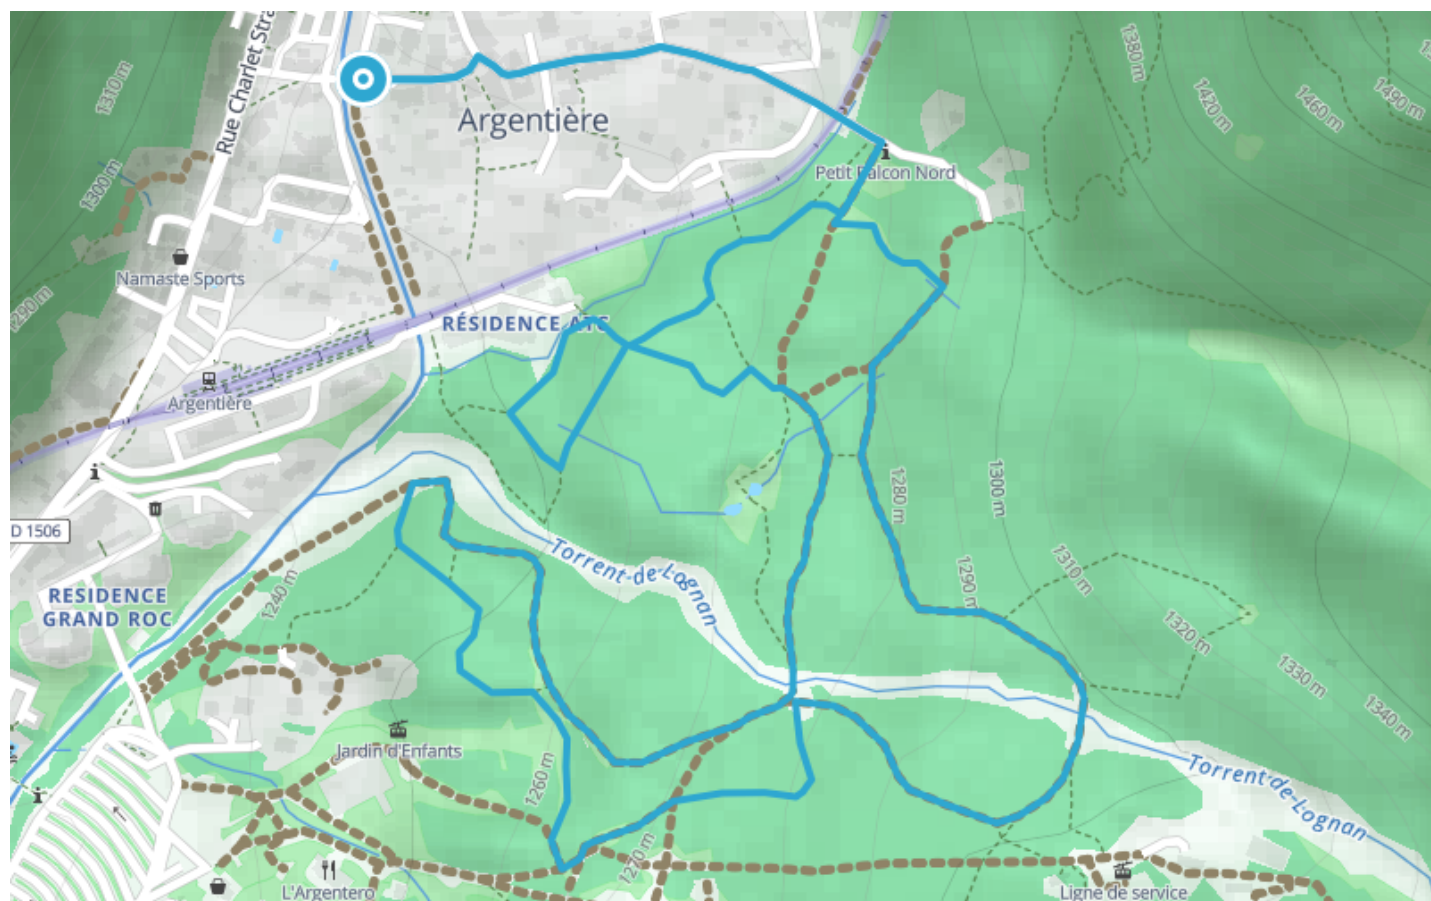 Rue Charlet Stra
1310 m
1300 m
1290 m
Argentière
Petit Balcon Nord
1380 m
1420 m
1460 m
1490 m
Namaste Sports
RÉSIDENCE ATC
Argentière
D 1506
RESIDENCE
GRAND ROC
1240 m
Torrent de Lognan
1280 m
1300 m
1290 m
1310 m
1320 m
1330 m
1340 m
Jardin d'Enfants
1260 m
1270 m
Torrent de Lognan
L'Argentero
Ligne de service